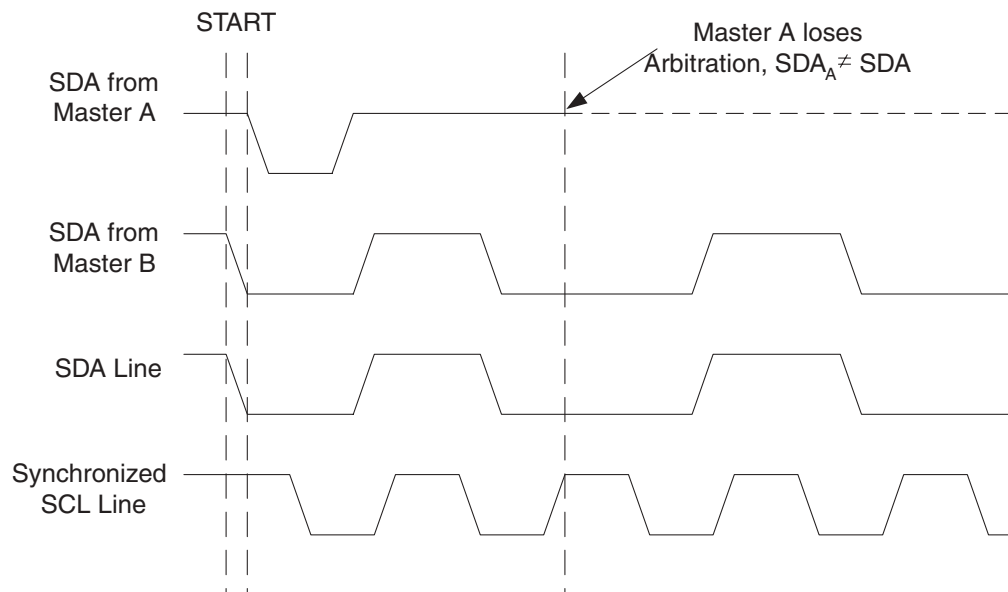 START
Master A loses
Arbitration, SDA_A ≠ SDA
SDA from
Master A
SDA from
Master B
SDA Line
Synchronized
SCL Line